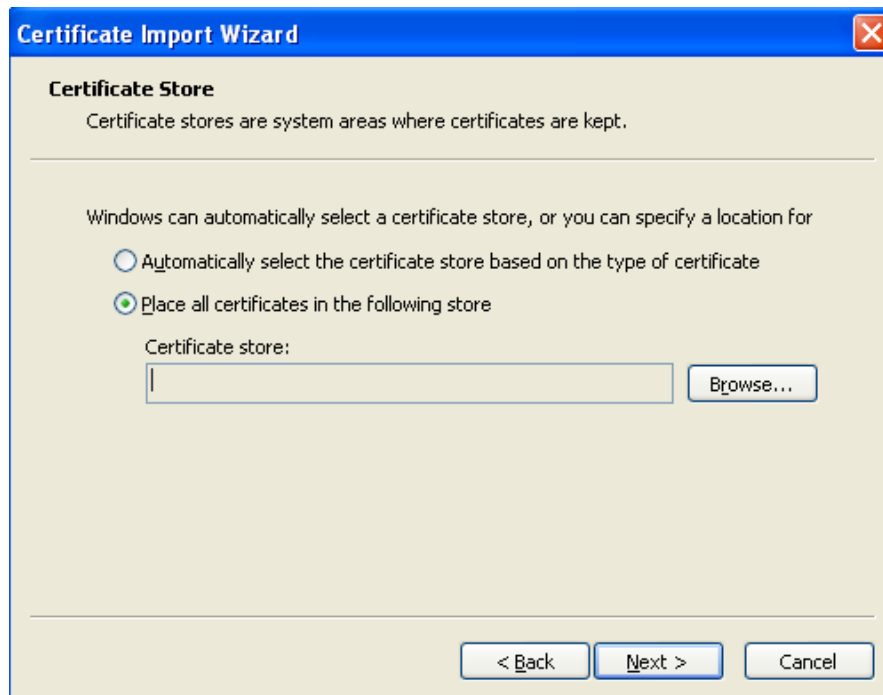 Certificate Import Wizard
Certificate Store
Certificate stores are system areas where certificates are kept.
Windows can automatically select a certificate store, or you can specify a location for
Automatically select the certificate store based on the type of certificate
Place all certificates in the following store
Certificate store:
Browse...
< Back Next > Cancel